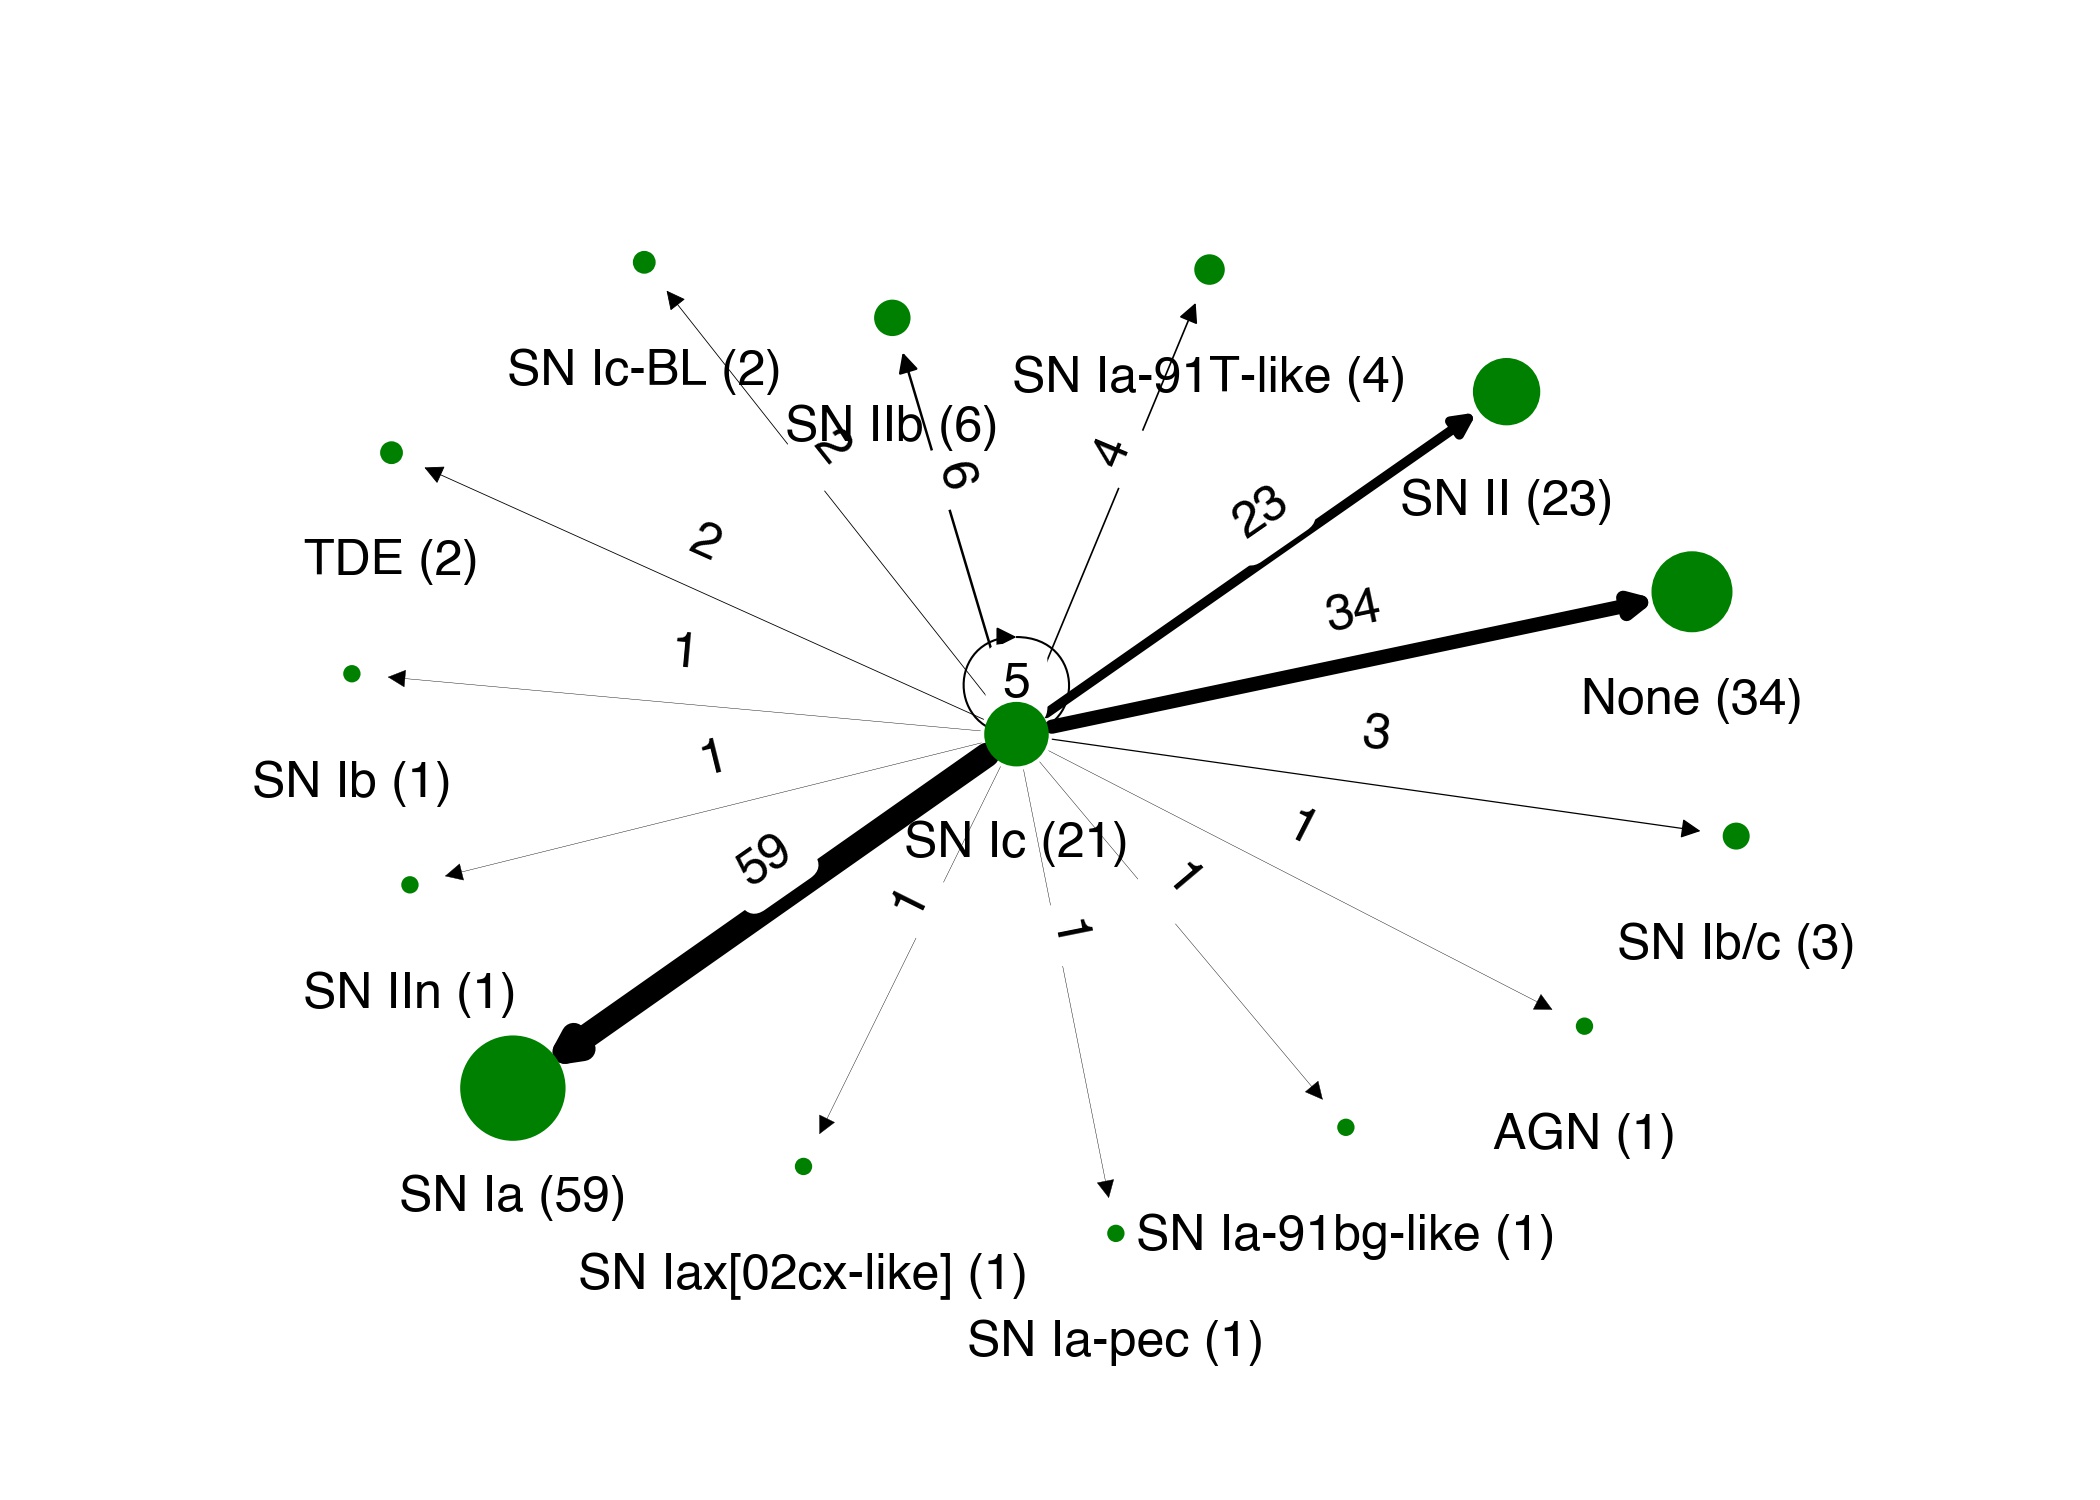 SN Ic-BL (2)
SN Ia-91T-like (4)
SN IIb (6)
2
6
4
23
SN II (23)
TDE (2)
2
34
1
5
None (34)
3
SN Ib (1)
1
59
SN Ic (21)
1
1
1
1
SN Ib/c (3)
SN IIn (1)
AGN (1)
SN Ia (59)
SN Ia-91bg-like (1)
SN Iax[02cx-like] (1)
SN Ia-pec (1)